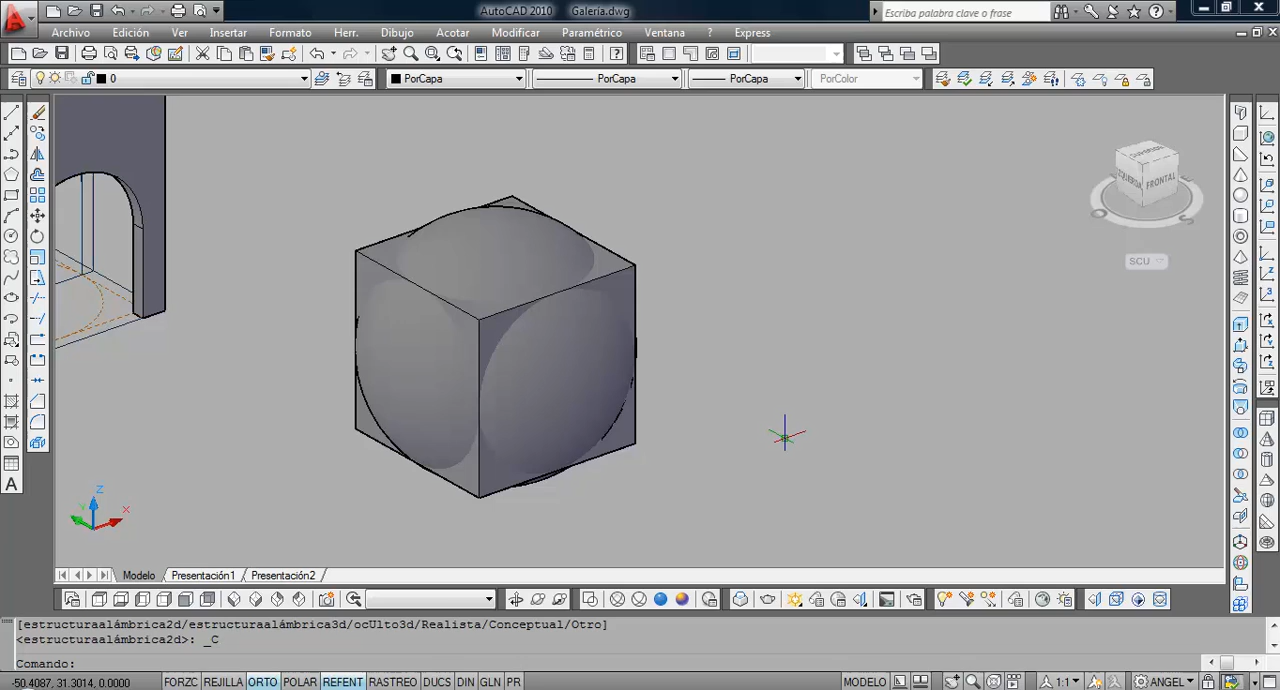 AutoCAD 2010 Galería.dwg Escriba palabra clave o frase
Archivo Edición Ver Insertar Formato Herr. Dibujo Acotar Modificar Paramétrico Ventana ? Express
0 PorCapa PorCapa PorCapa PorColor
SUPERIOR
IZQUIERDA FRONTAL
O S
SCU
Z
Y X
A
Modelo Presentación1 Presentación2
[estructuraalámbrica2d/estructuraalámbrica3d/ocUlto3d/Realista/Conceptual/Otro]
<estructuraalámbrica2d>: _C
Comando:
-50.4087, 31.3014, 0.0000 FORZC REJILLA ORTO POLAR REFENT RASTREO DUCS DIN GLN PR MODELO 1:1 ANGEL